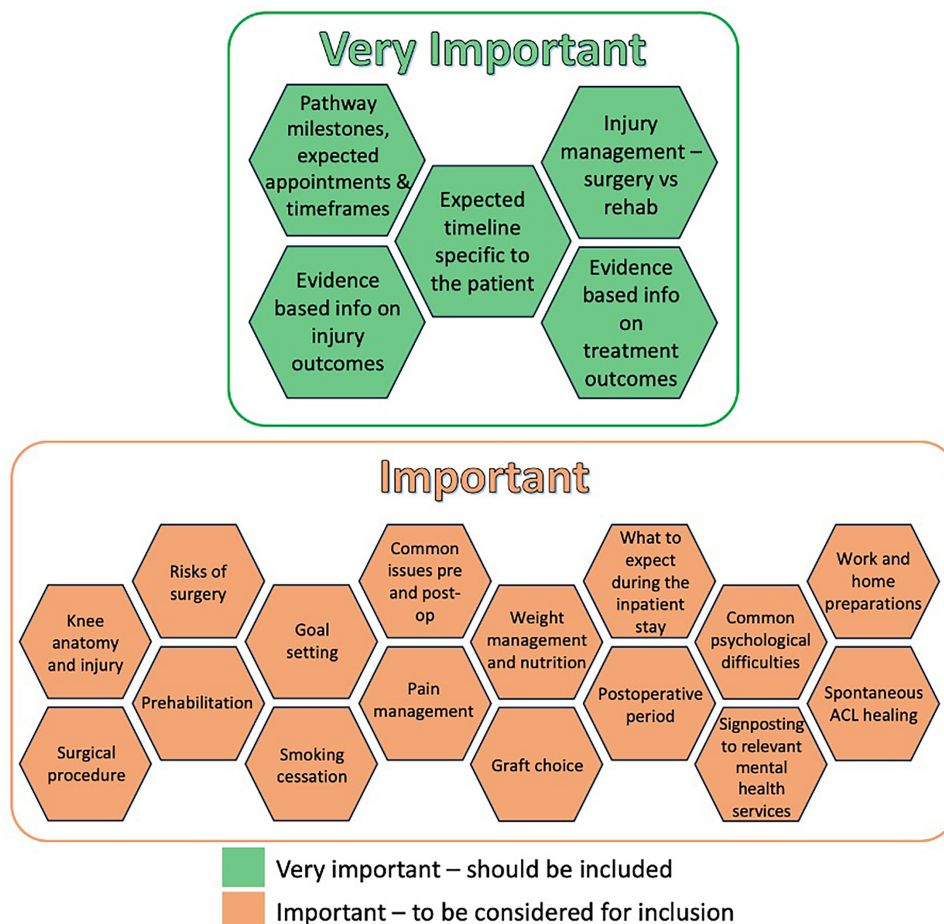 Very Important
Pathway
milestones,
expected
appointments &
timeframes
Injury
management –
surgery vs
rehab
Expected
timeline
specific to
the patient
Evidence
based info on
injury
outcomes
Evidence
based info
on
treatment
outcomes
Important
Knee
anatomy
and injury
Risks of
surgery
Goal
setting
Common
issues pre
and post-
op
Weight
management
and nutrition
What to
expect
during the
inpatient
stay
Common
psychological
difficulties
Work and
home
preparations
Surgical
procedure
Prehabilitation
Smoking
cessation
Pain
management
Graft choice
Postoperative
period
Signposting
to relevant
mental
health
services
Spontaneous
ACL healing
Very important – should be included
Important – to be considered for inclusion